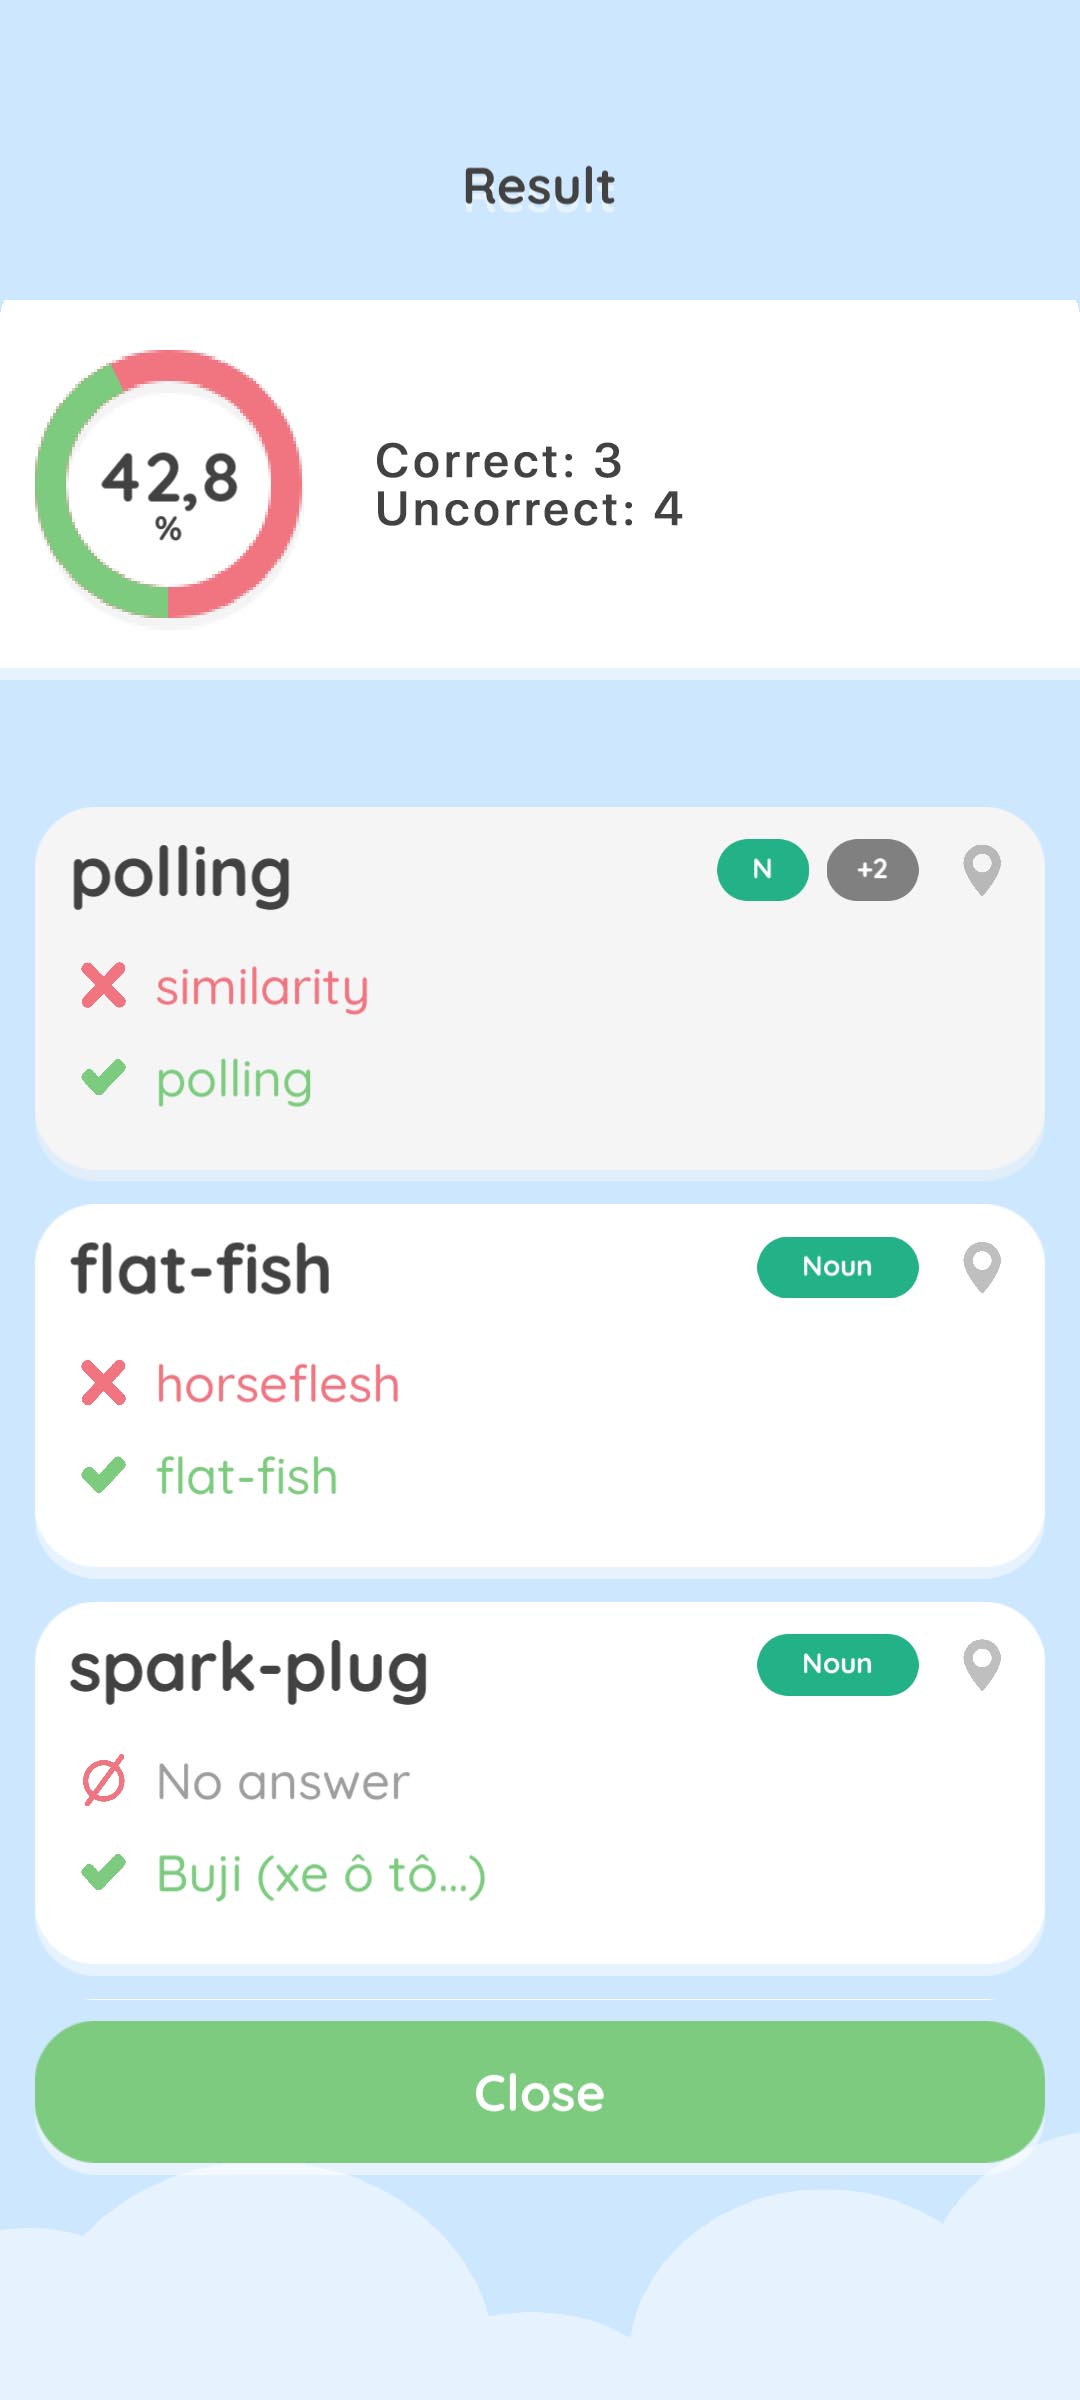 Result
42,8
%
Correct: 3
Uncorrect: 4
polling N +2
similarity
polling
flat-fish Noun
horseflesh
flat-fish
spark-plug Noun
No answer
Buji (xe ô tô...)
Close